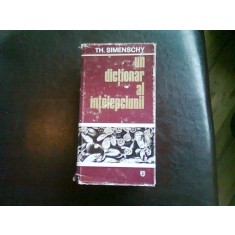 TH. SIMENSCHY
un
dicționar
al
înțelepciunii